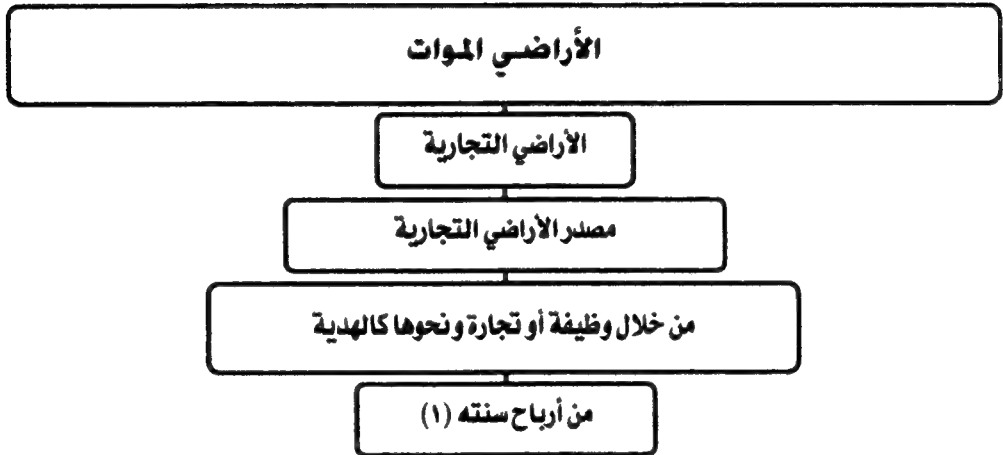 الأراضي الموات
الأراضي التجارية
مصدر الأراضي التجارية
من خلال وظيفة أو تجارة ونحوها كالهدية
من أرباح سنته (١)